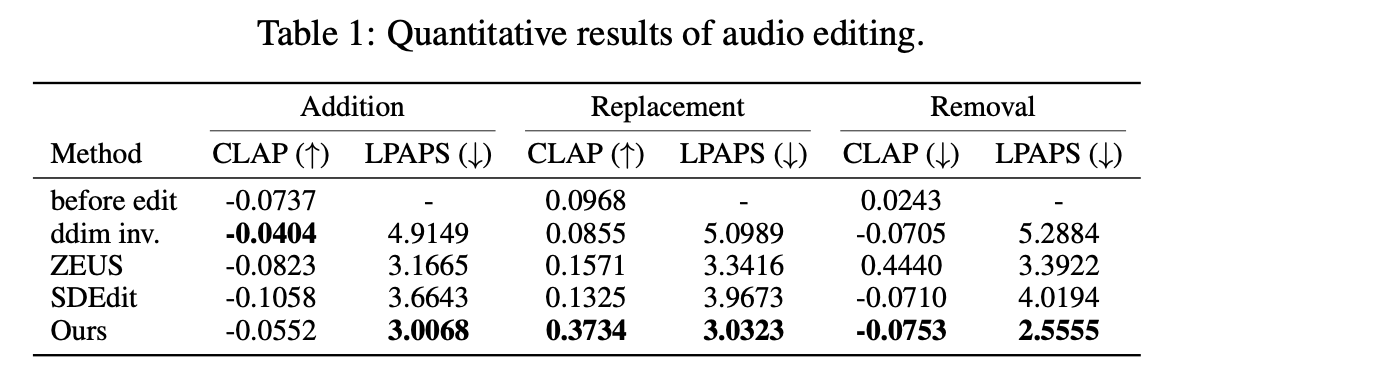 Table 1: Quantitative results of audio editing.
Addition Replacement Removal
Method CLAP (↑) LPAPS (↓) CLAP (↑) LPAPS (↓) CLAP (↓) LPAPS (↓)
before edit -0.0737 - 0.0968 - 0.0243 -
ddim inv. -0.0404 4.9149 0.0855 5.0989 -0.0705 5.2884
ZEUS -0.0823 3.1665 0.1571 3.3416 0.4440 3.3922
SDEdit -0.1058 3.6643 0.1325 3.9673 -0.0710 4.0194
Ours -0.0552 3.0068 0.3734 3.0323 -0.0753 2.5555